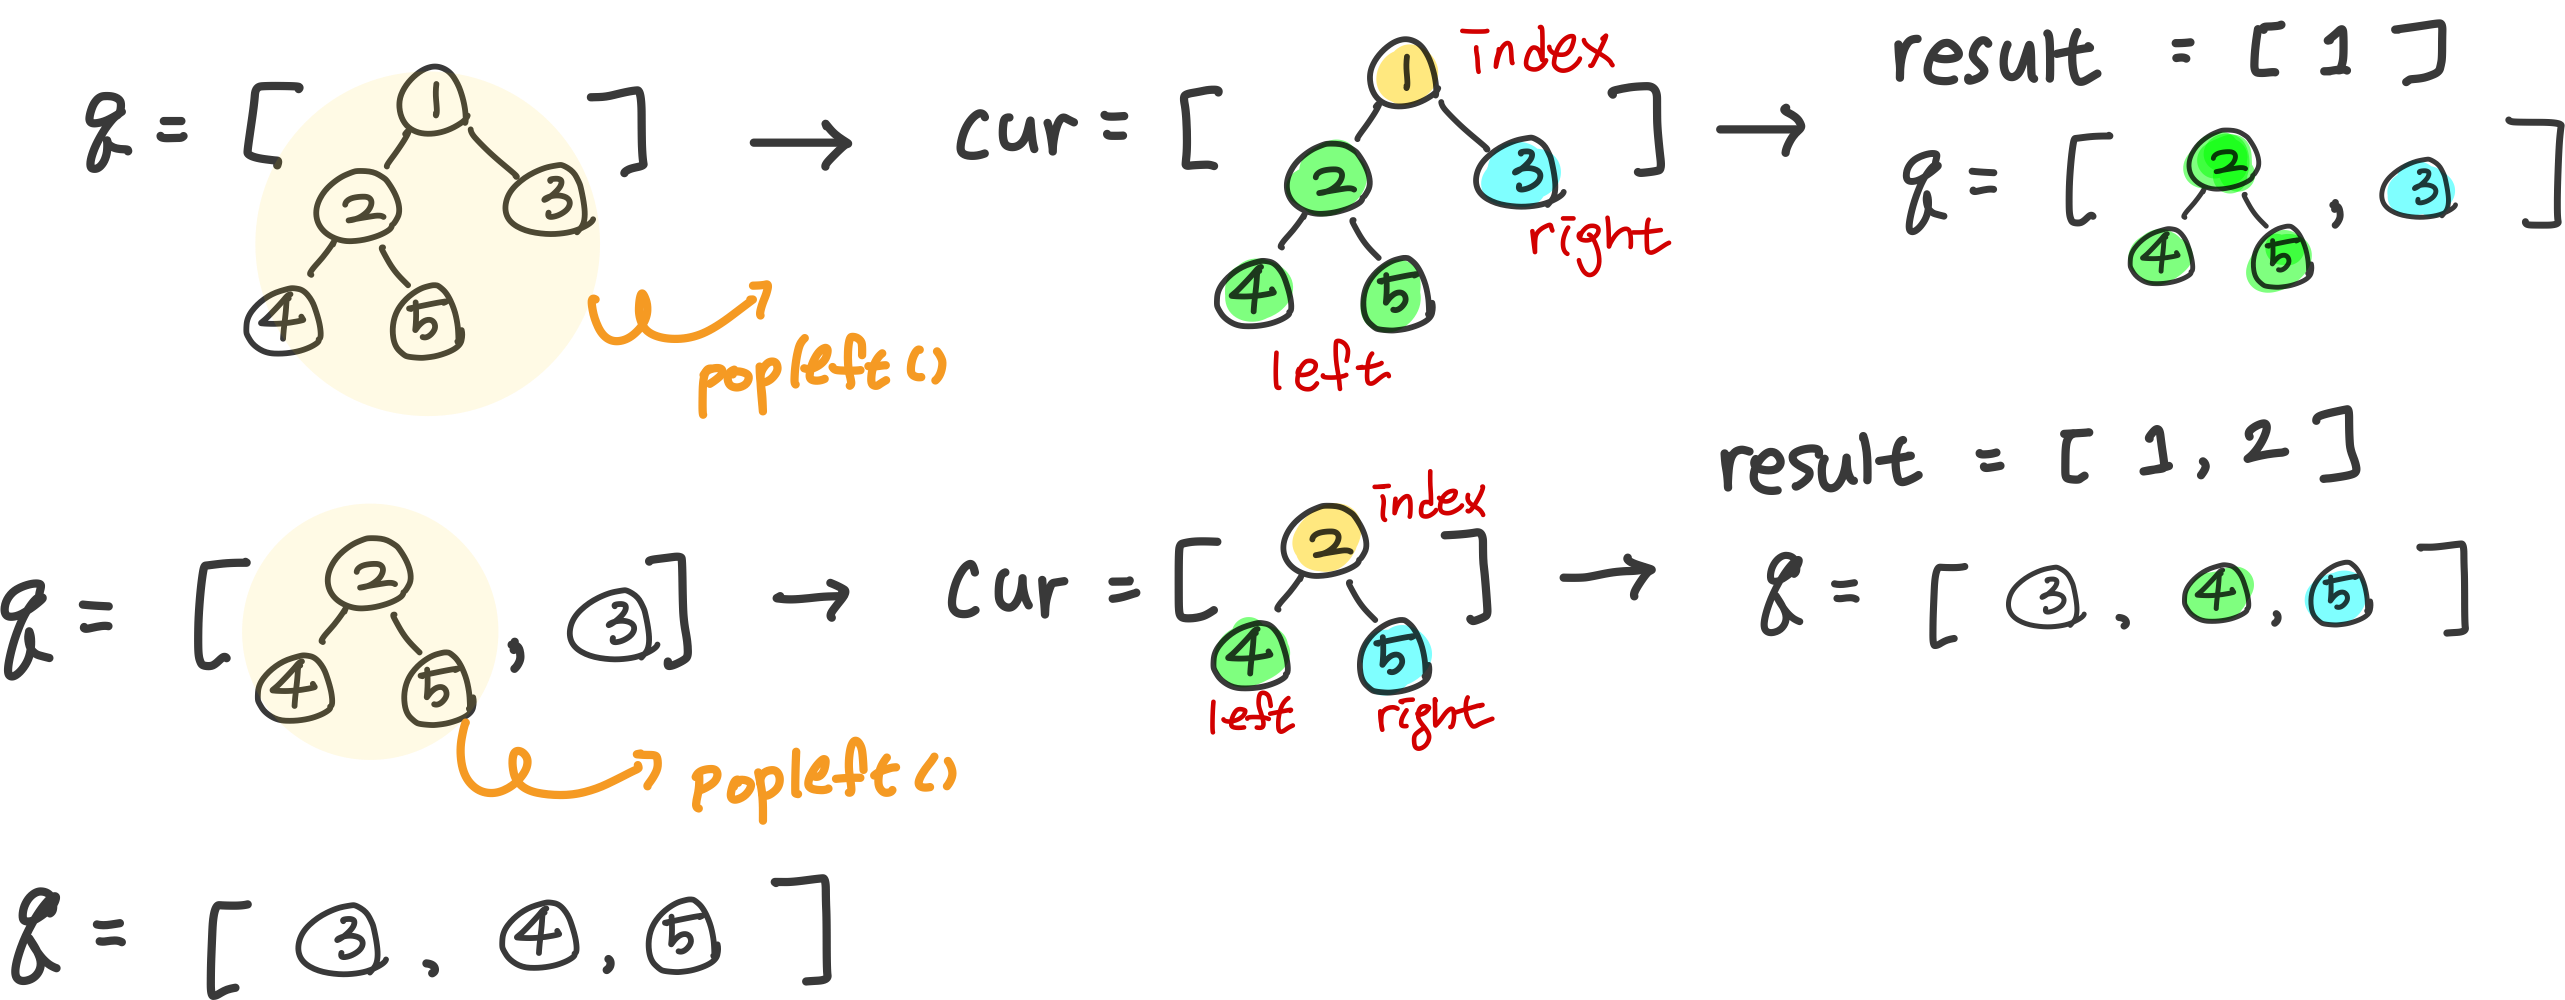 q = [ 1 2 3 4 5 ] → cur = [ 1 index 2 3 right 4 5 left ] → result = [ 1 ]
q = [ 2 4 5 , 3 ]
popleft()
q = [ 2 4 5 , 3 ] → cur = [ 2 index 4 left 5 right ] → result = [ 1, 2 ]
q = [ 3 , 4 , 5 ]
popleft()
q = [ 3 , 4 , 5 ]